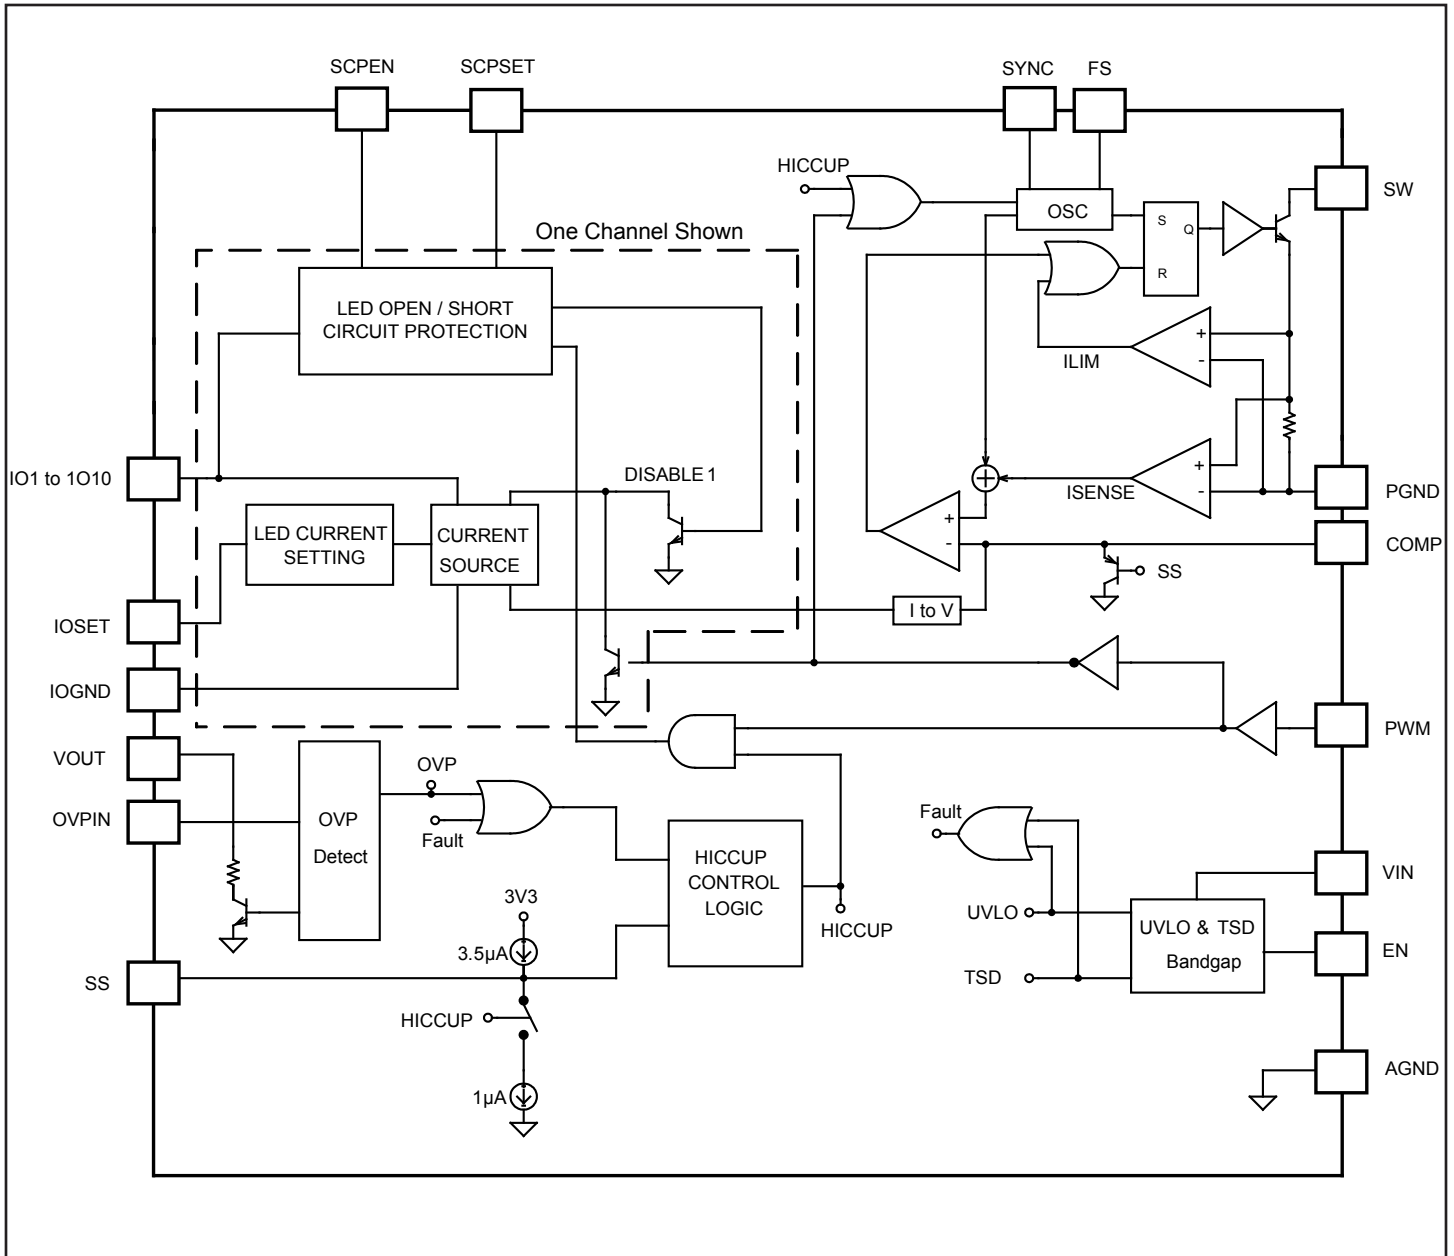 SCPEN
SCPSET
SYNC
FS
HICCUP
SW
OSC
S
Q
R
One Channel Shown
LED OPEN / SHORT
CIRCUIT PROTECTION
+
-
ILIM
IO1 to 1O10
DISABLE1
+
ISENSE
+
-
PGND
LED CURRENT
SETTING
CURRENT
SOURCE
+
-
COMP
SS
I to V
IOSET
IOGND
VOUT
PWM
OVPIN
OVP
Detect
OVP
Fault
HICCUP
CONTROL
LOGIC
Fault
VIN
3V3
HICCUP
UVLO
UVLO & TSD
Bandgap
EN
3.5µA
TSD
SS
HICCUP
1µA
AGND